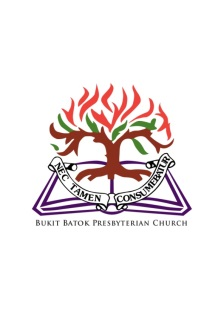 NEC TAMEN CONSUMEBATUR
BUKIT BATOK PRESBYTERIAN CHURCH